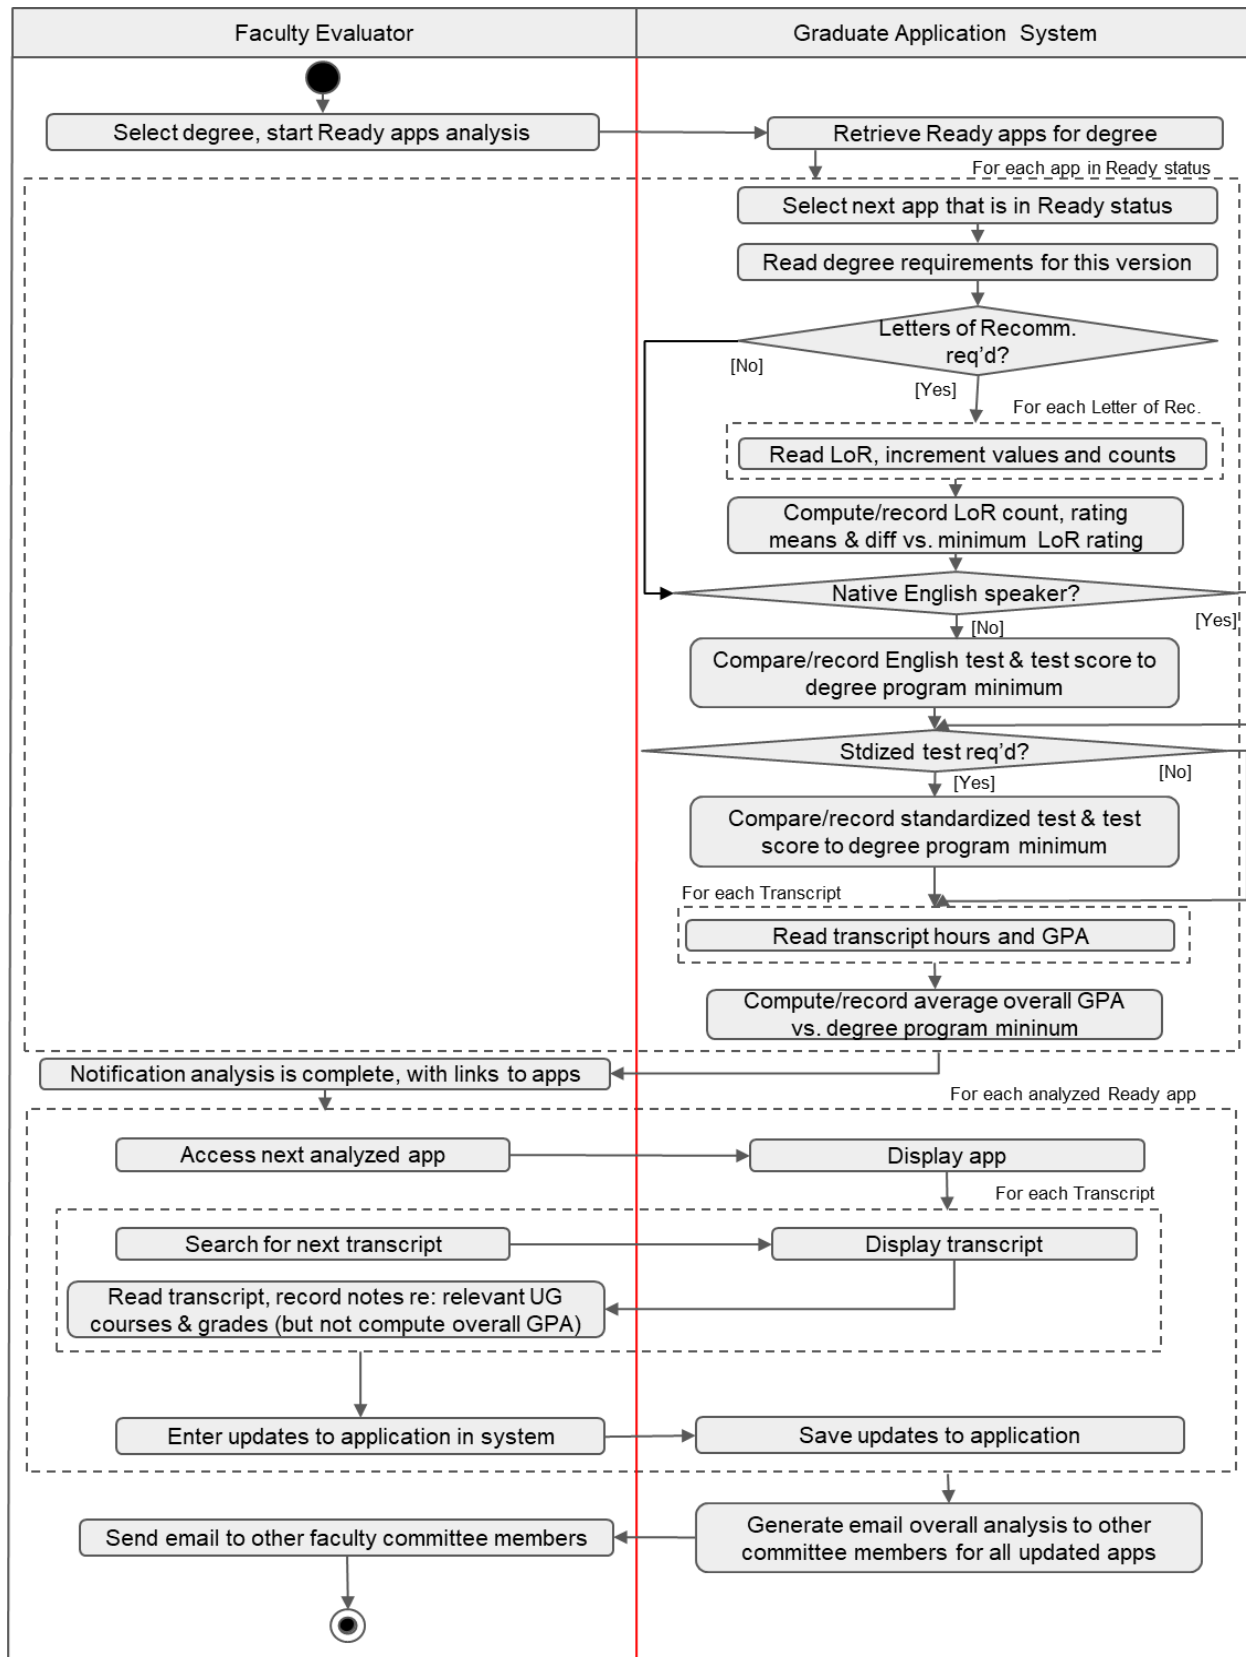 Faculty Evaluator
Graduate Application System
Select degree, start Ready apps analysis
Retrieve Ready apps for degree
For each app in Ready status
Select next app that is in Ready status
Read degree requirements for this version
Letters of Recomm.
req'd?
[No]
[Yes]
For each Letter of Rec.
Read LoR, increment values and counts
Compute/record LoR count, rating
means & diff vs. minimum LoR rating
Native English speaker?
[Yes]
[No]
Compare/record English test & test score to
degree program minimum
Stdized test req'd?
[No]
[Yes]
Compare/record standardized test & test
score to degree program minimum
For each Transcript
Read transcript hours and GPA
Compute/record average overall GPA
vs. degree program mininum
Notification analysis is complete, with links to apps
For each analyzed Ready app
Access next analyzed app
Display app
For each Transcript
Search for next transcript
Display transcript
Read transcript, record notes re: relevant UG
courses & grades (but not compute overall GPA)
Enter updates to application in system
Save updates to application
Send email to other faculty committee members
Generate email overall analysis to other
committee members for all updated apps